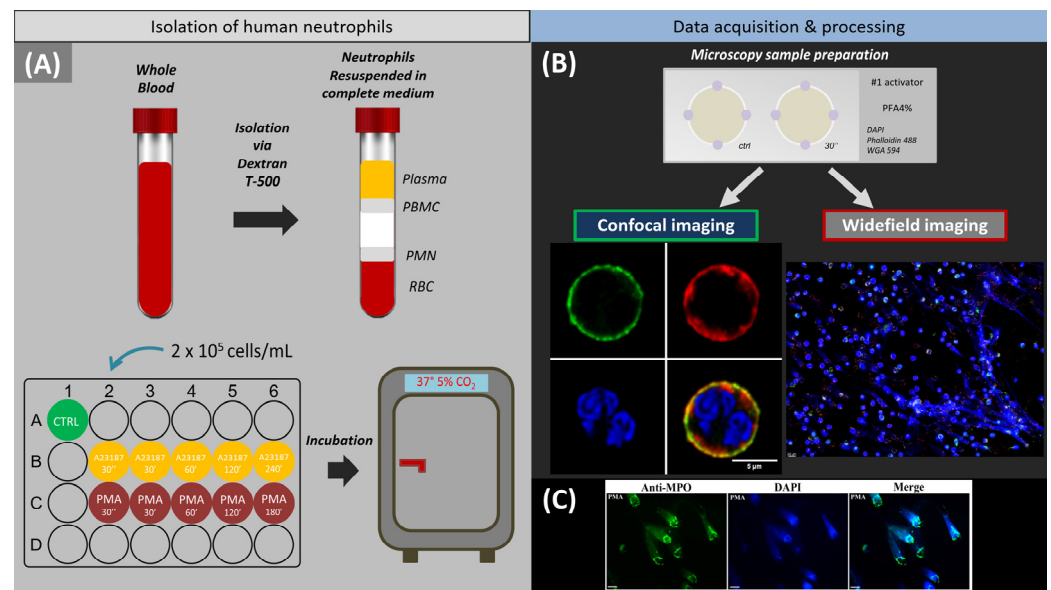 Isolation of human neutrophils
Data acquisition & processing
(A)
Whole
Blood
Isolation
via
Dextran
T-500
Neutrophils
Resuspended in
complete medium
Plasma
PBMC
PMN
RBC
2 x 10⁵ cells/mL
1 2 3 4 5 6
A CTRL
B A23187 30'' A23187 30' A23187 60' A23187 120' A23187 240'
C PMA 30'' PMA 30' PMA 60' PMA 120' PMA 180'
D
Incubation
37° 5% CO₂
(B)
Microscopy sample preparation
ctrl
30''
#1 activator
PFA4%
DAPI
Phalloidin 488
WGA 594
Confocal imaging
Widefield imaging
5 µm
(C)
Anti-MPO DAPI Merge
PMA PMA PMA